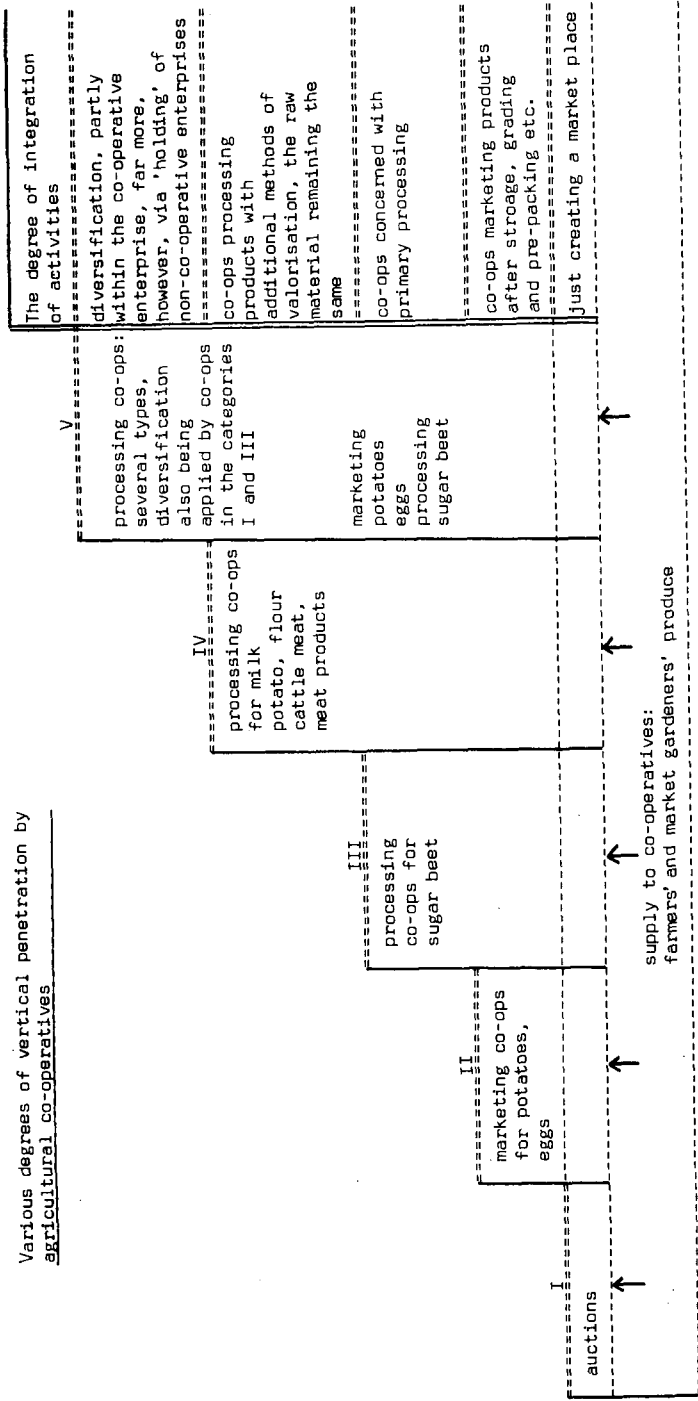 Various degrees of vertical penetration by
agricultural co-operatives
I
auctions
II
marketing co-ops
for potatoes,
eggs
III
processing
co-ops for
sugar beet
IV
processing co-ops
for milk
potato, flour
cattle meat,
meat products
V
processing co-ops:
several types,
diversification
also being
applied by co-ops
in the categories
I and III
marketing
potatoes
eggs
processing
sugar beet
The degree of integration
of activities
diversification, partly
within the co-operative
enterprise, far more,
however, via 'holding' of
non-co-operative enterprises
co-ops processing
products with
additional methods of
valorisation, the raw
material remaining the
same
co-ops concerned with
primary processing
co-ops marketing products
after stroage, grading
and pre-packing etc.
just creating a market place
supply to co-operatives:
farmers' and market gardeners' produce